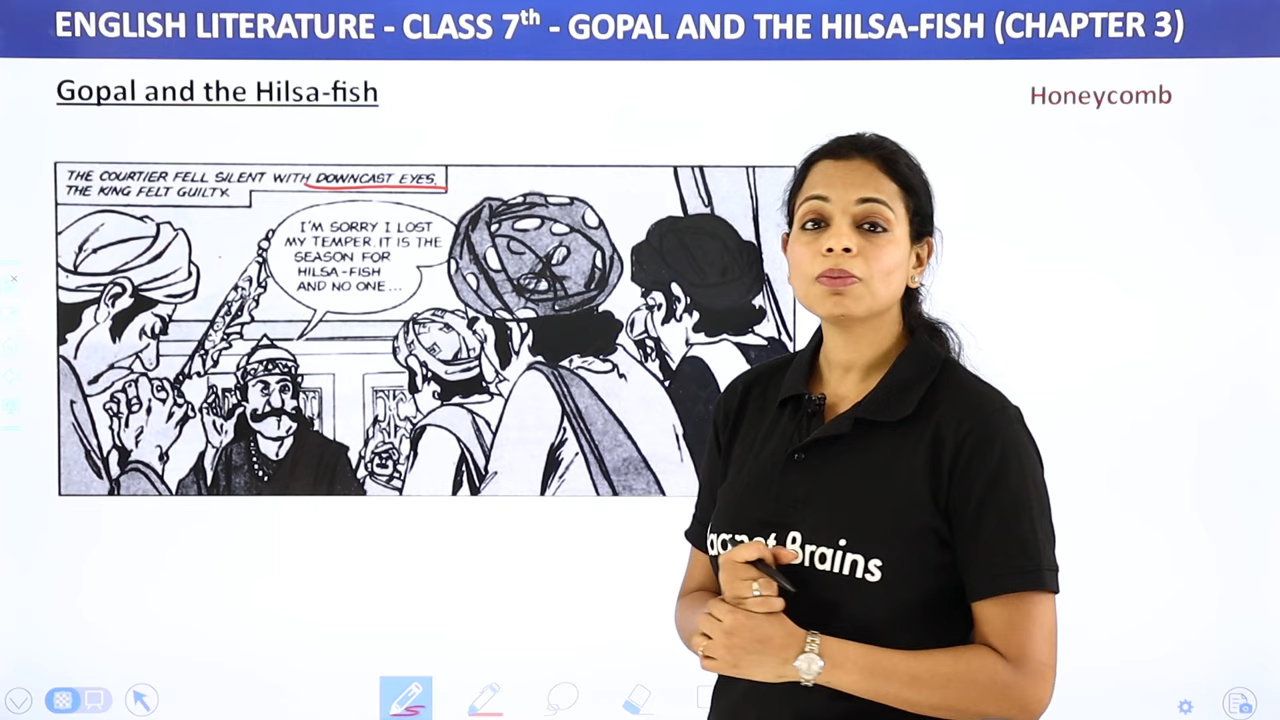 ENGLISH LITERATURE - CLASS 7th - GOPAL AND THE HILSA-FISH (CHAPTER 3)
Gopal and the Hilsa-fish
Honeycomb
THE COURTIER FELL SILENT WITH DOWNCAST EYES.
THE KING FELT GUILTY.
I'M SORRY I LOST
MY TEMPER. IT IS THE
SEASON FOR
HILSA-FISH
AND NO ONE...
Brains